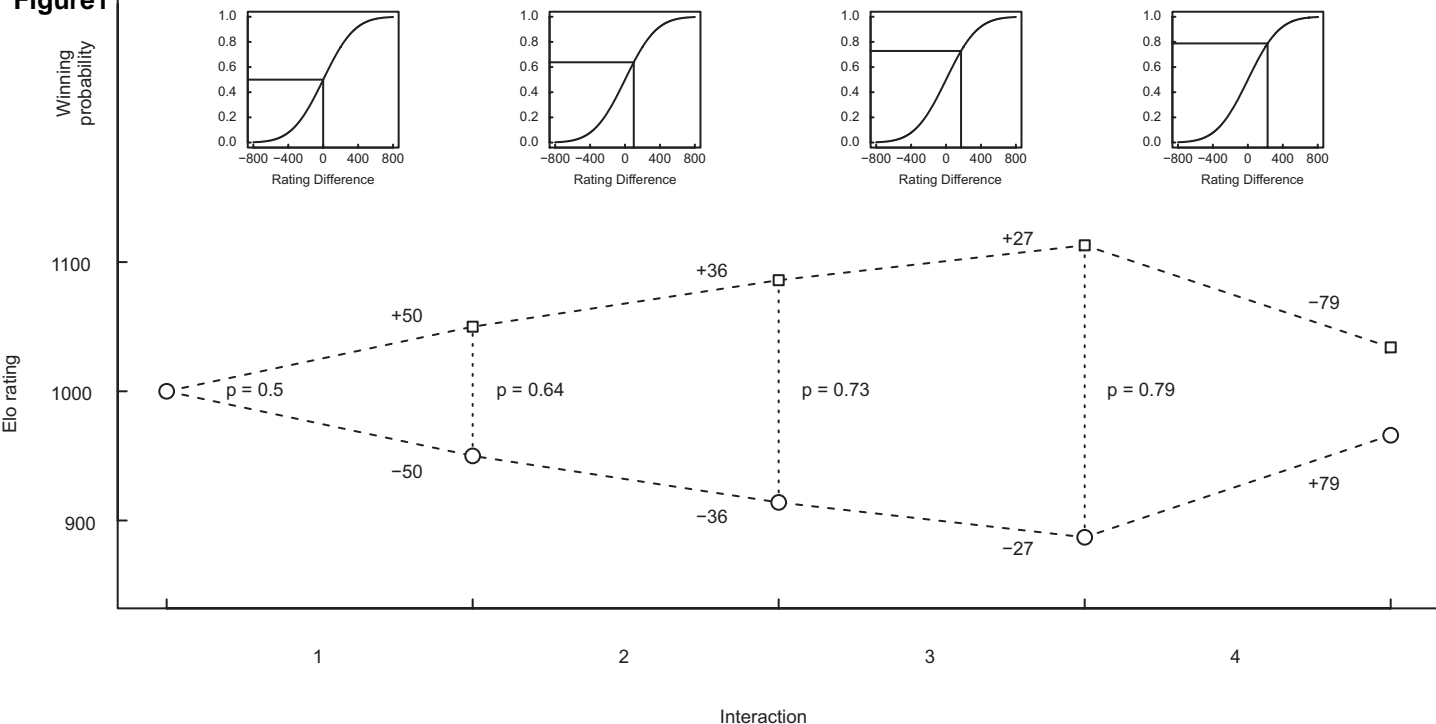 Figure1
Winning
probability
1.0
0.8
0.6
0.4
0.2
0.0
−800 −400 0 400 800
Rating Difference
1.0
0.8
0.6
0.4
0.2
0.0
−800 −400 0 400 800
Rating Difference
1.0
0.8
0.6
0.4
0.2
0.0
−800 −400 0 400 800
Rating Difference
1.0
0.8
0.6
0.4
0.2
0.0
−800 −400 0 400 800
Rating Difference
Elo rating
1100
1000
900
+50
+36
+27
−79
p = 0.5
p = 0.64
p = 0.73
p = 0.79
−50
−36
−27
+79
1 2 3 4
Interaction